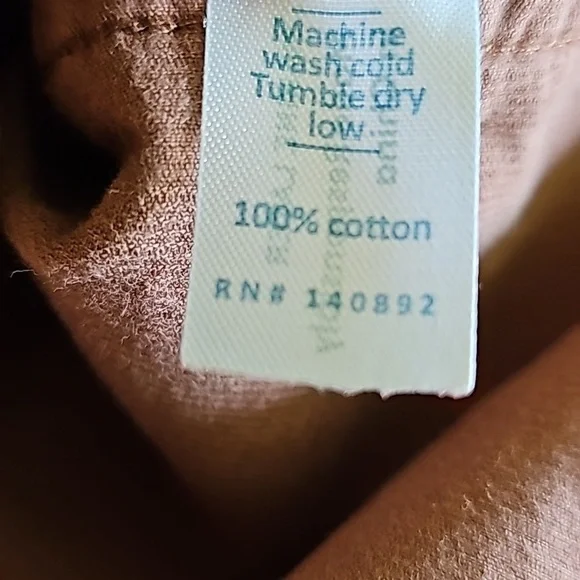 Machine
wash cold
Tumble dry
low
100% cotton
RN# 140892